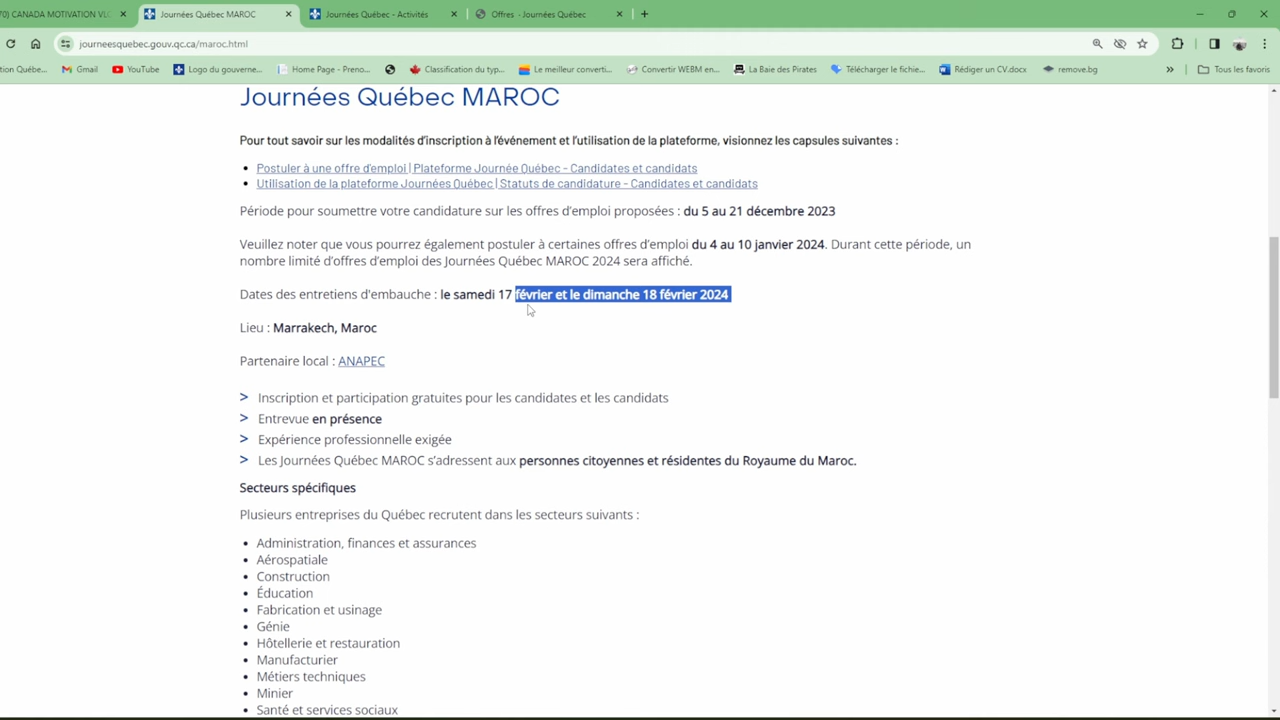 70) CANADA MOTIVATION VL
Journées Québec MAROC
Journées Québec - Activités
Offres - Journées Québec
journeesquebec.gouv.qc.ca/maroc.html
tion Québe...
Gmail
YouTube
Logo du gouverne...
Home Page - Preno...
Classification du typ...
Le meilleur converti...
Convertir WEBM en...
La Baie des Pirates
Télécharger le fichie...
Rédiger un CV.docx
remove.bg
»
Tous les favoris
Journées Québec MAROC
Pour tout savoir sur les modalités d'inscription à l'événement et l'utilisation de la plateforme, visionnez les capsules suivantes :
• Postuler à une offre d'emploi | Plateforme Journée Québec - Candidates et candidats
• Utilisation de la plateforme Journées Québec | Statuts de candidature - Candidates et candidats
Période pour soumettre votre candidature sur les offres d'emploi proposées : du 5 au 21 décembre 2023
Veuillez noter que vous pourrez également postuler à certaines offres d'emploi du 4 au 10 janvier 2024. Durant cette période, un
nombre limité d'offres d'emploi des Journées Québec MAROC 2024 sera affiché.
Dates des entretiens d'embauche : le samedi 17 février et le dimanche 18 février 2024
Lieu : Marrakech, Maroc
Partenaire local : ANAPEC
> Inscription et participation gratuites pour les candidates et les candidats
> Entrevue en présence
> Expérience professionnelle exigée
> Les Journées Québec MAROC s'adressent aux personnes citoyennes et résidentes du Royaume du Maroc.
Secteurs spécifiques
Plusieurs entreprises du Québec recrutent dans les secteurs suivants :
• Administration, finances et assurances
• Aérospatiale
• Construction
• Éducation
• Fabrication et usinage
• Génie
• Hôtellerie et restauration
• Manufacturier
• Métiers techniques
• Minier
• Santé et services sociaux